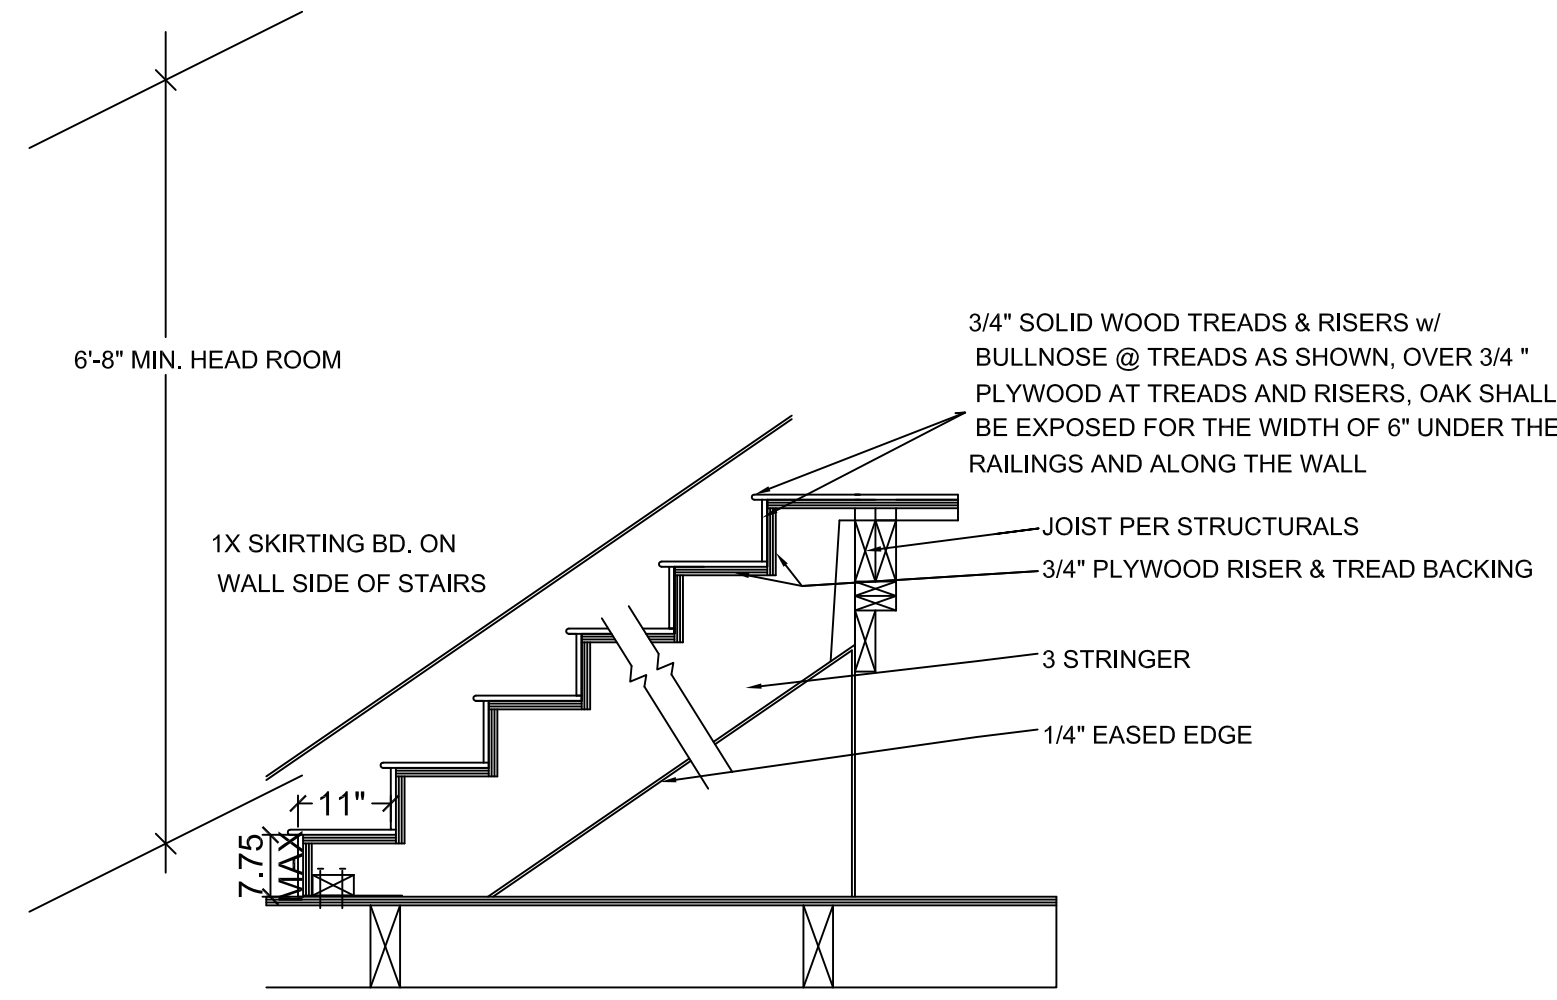 6'-8" MIN. HEAD ROOM
3/4" SOLID WOOD TREADS & RISERS w/
BULLNOSE @ TREADS AS SHOWN, OVER 3/4 "
PLYWOOD AT TREADS AND RISERS, OAK SHALL
BE EXPOSED FOR THE WIDTH OF 6" UNDER THE
RAILINGS AND ALONG THE WALL
1X SKIRTING BD. ON
WALL SIDE OF STAIRS
JOIST PER STRUCTURALS
3/4" PLYWOOD RISER & TREAD BACKING
3 STRINGER
1/4" EASED EDGE
11"
7.75
MAX